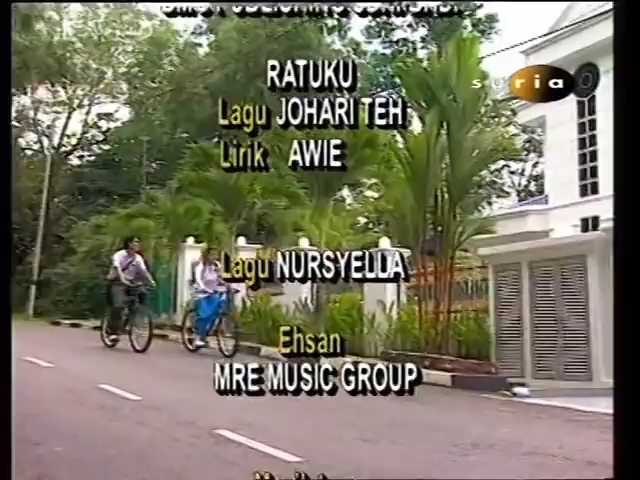 suria
RATUKU
Lagu JOHARI TEH
Lirik AWIE
Lagu NURSYELLA
Ehsan
MRE MUSIC GROUP